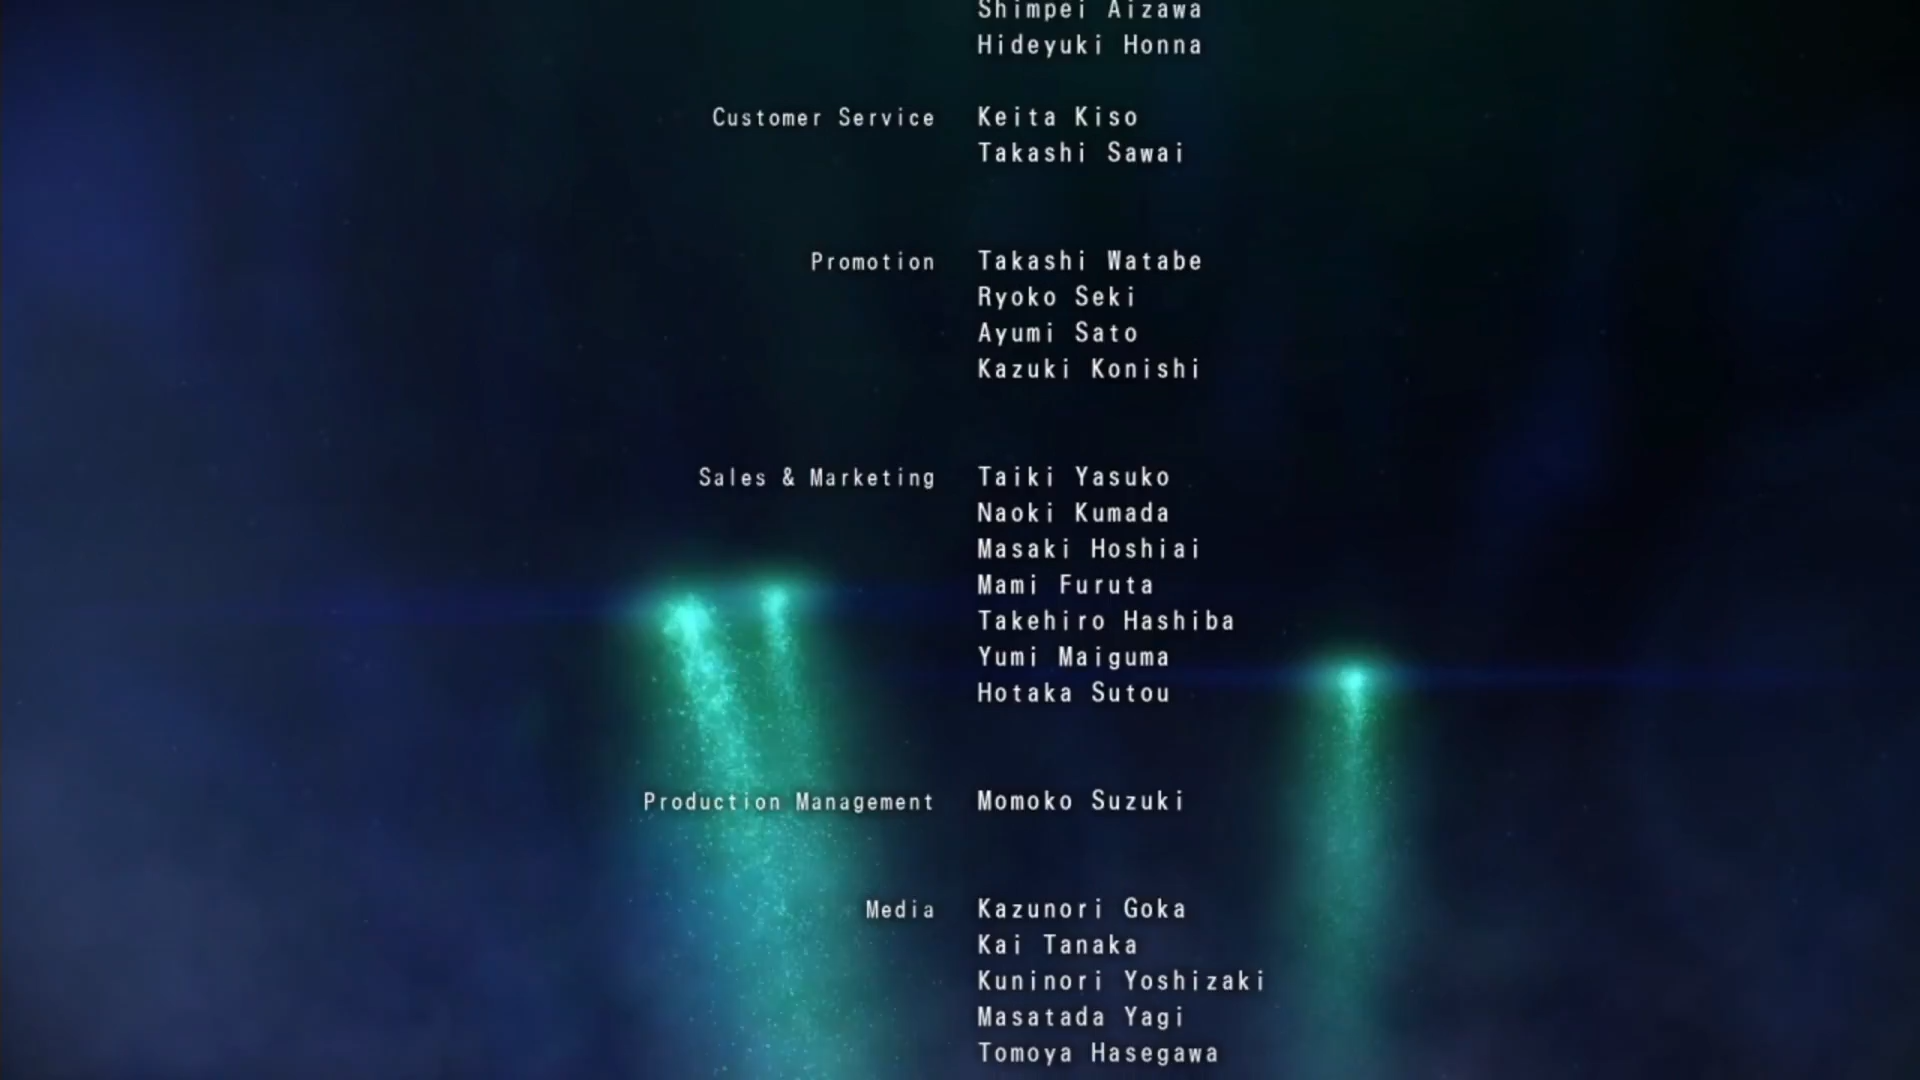 Shimpei Aizawa
Hideyuki Honna
Customer Service Keita Kiso
Takashi Sawai
Promotion Takashi Watabe
Ryoko Seki
Ayumi Sato
Kazuki Konishi
Sales & Marketing Taiki Yasuko
Naoki Kumada
Masaki Hoshiai
Mami Furuta
Takehiro Hashiba
Yumi Maiguma
Hotaka Sutou
Production Management Momoko Suzuki
Media Kazunori Goka
Kai Tanaka
Kuninori Yoshizaki
Masatada Yagi
Tomoya Hasegawa